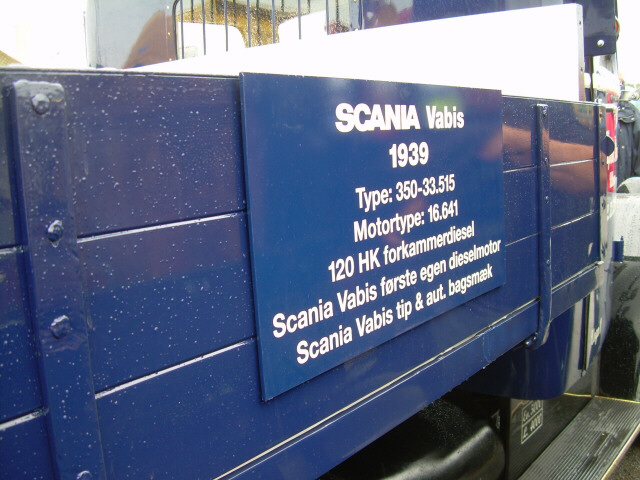 SCANIA Vabis
1939
Type: 350-33.515
Motortype: 16.641
120 HK forkammerdiesel
Scania Vabis første egen dieselmotor
Scania Vabis tip & aut. bagsmæk